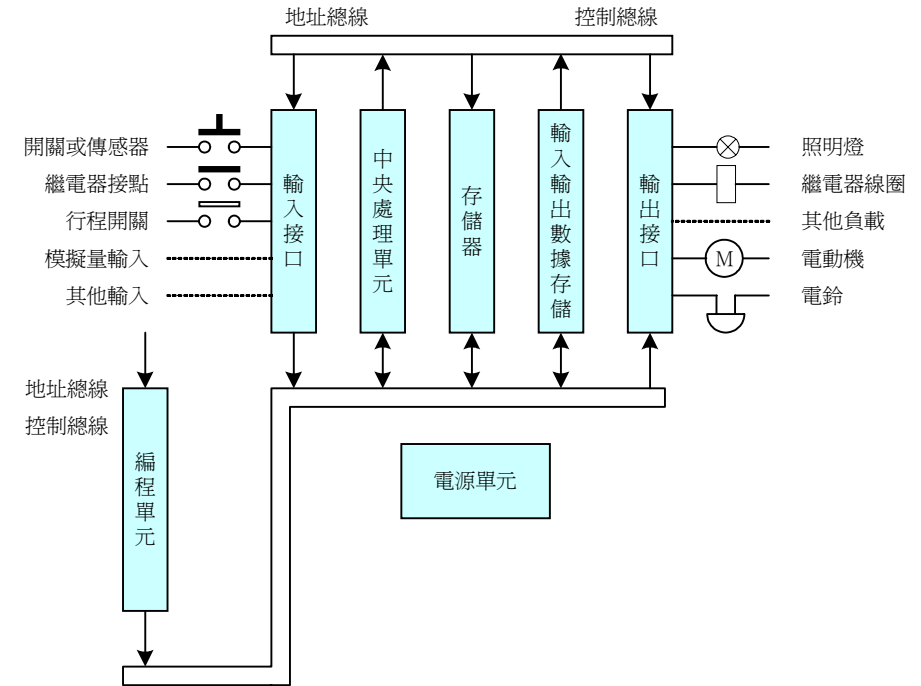 地址總線
控制總線
開關或傳感器
繼電器接點
行程開關
模擬量輸入
其他輸入
輸入接口
中央處理單元
存儲器
輸入輸出數據存儲
輸出接口
照明燈
繼電器線圈
其他負載
M
電動機
電鈴
地址總線
控制總線
編程單元
電源單元